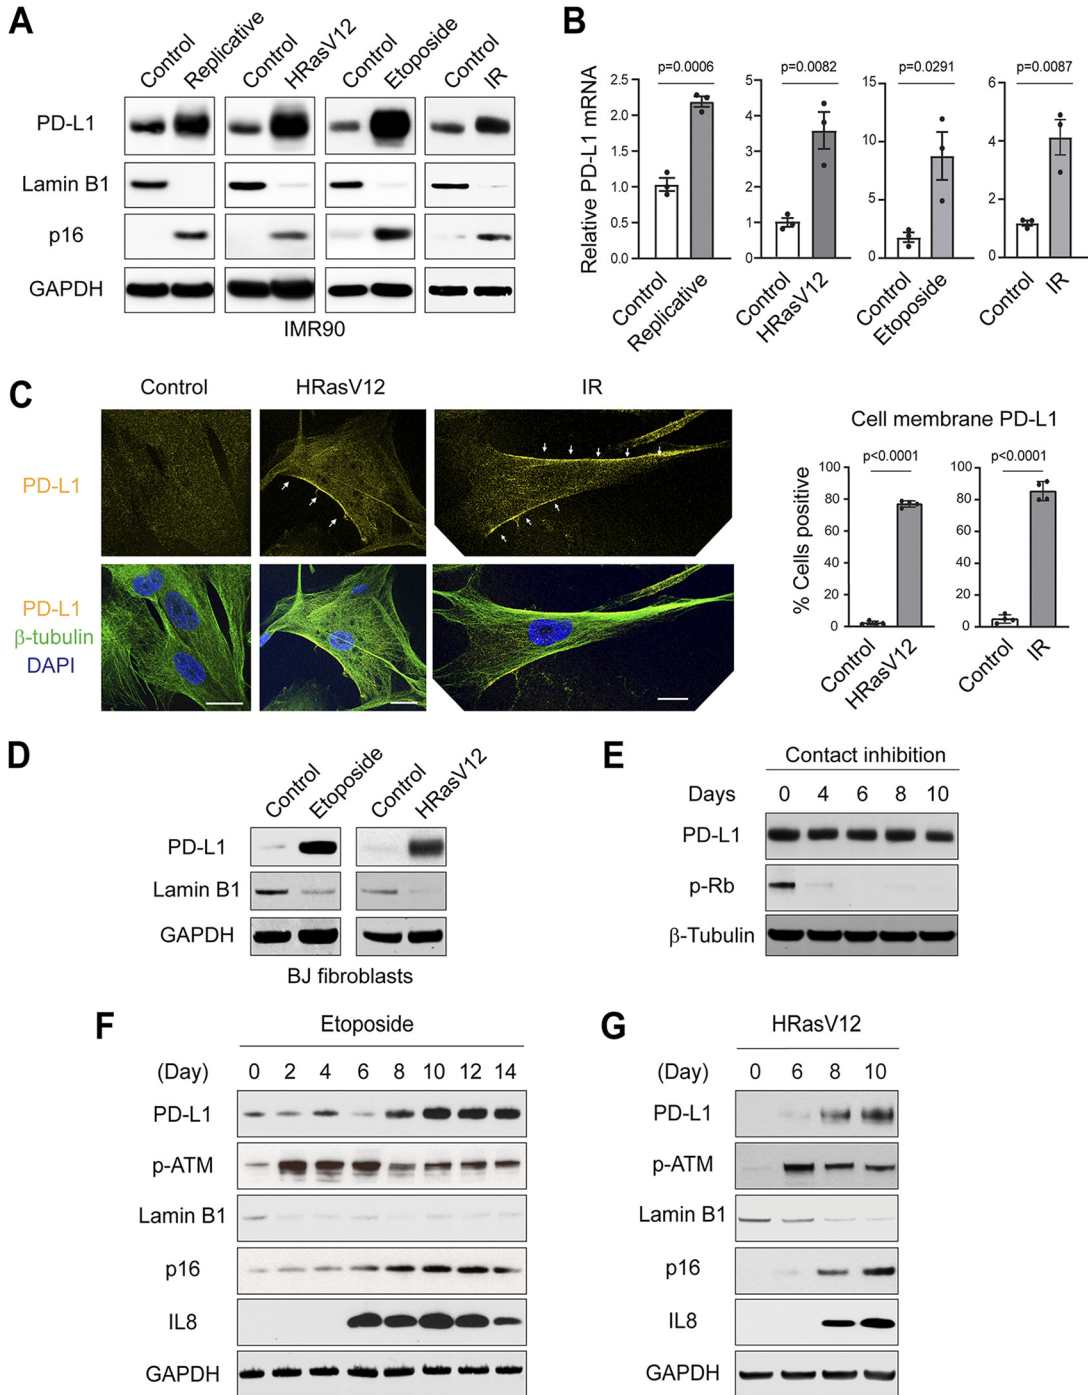 A
Control
Replicative
Control
HRasV12
Control
Etoposide
Control
IR
PD-L1
Lamin B1
p16
GAPDH
IMR90
B
p=0.0006
p=0.0082
p=0.0291
p=0.0087
Relative PD-L1 mRNA
2.5
2.0
1.5
1.0
0.5
0.0
Control
Replicative
5
4
3
2
1
0
Control
HRasV12
15
10
5
0
Control
Etoposide
6
4
2
0
Control
IR
C
Control
HRasV12
IR
PD-L1
PD-L1
β-tubulin
DAPI
Cell membrane PD-L1
p<0.0001
p<0.0001
% Cells positive
100
80
60
40
20
0
Control
HRasV12
100
80
60
40
20
0
Control
IR
D
Control
Etoposide
Control
HRasV12
PD-L1
Lamin B1
GAPDH
BJ fibroblasts
E
Contact inhibition
Days 0 4 6 8 10
PD-L1
p-Rb
β-Tubulin
F
Etoposide
(Day) 0 2 4 6 8 10 12 14
PD-L1
p-ATM
Lamin B1
p16
IL8
GAPDH
G
HRasV12
(Day) 0 6 8 10
PD-L1
p-ATM
Lamin B1
p16
IL8
GAPDH